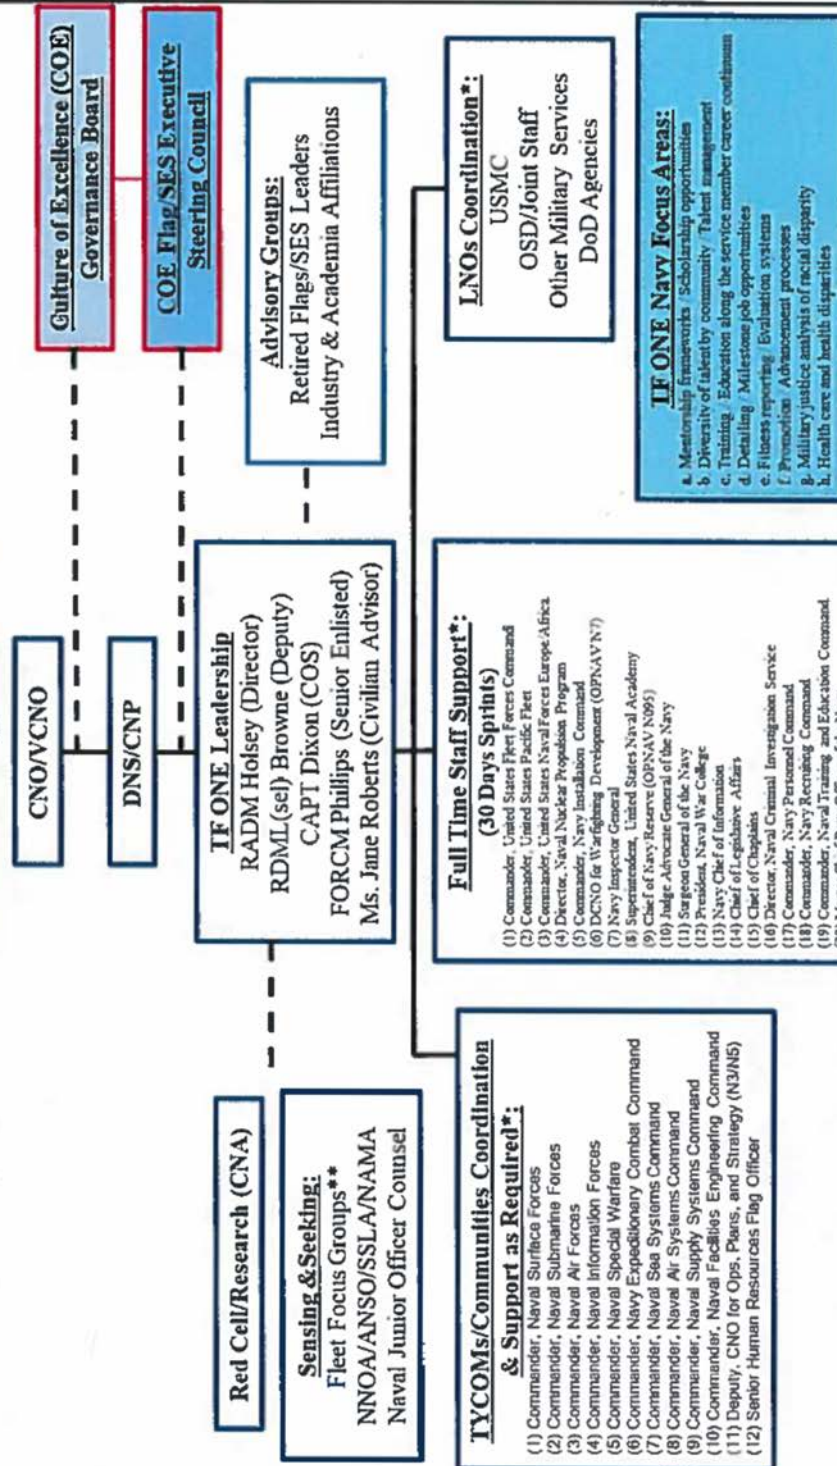 CNO/VCNO
Culture of Excellence (COE)
Governance Board
DNS/CNP
COE Flag/SES Executive
Steering Council
Red Cell/Research (CNA)
Sensing & Seeking:
Fleet Focus Groups**
NNOA/ANSO/SSLA/NAMA
Naval Junior Officer Counsel
TF ONE Leadership
RADM Holsey (Director)
RDML(sel) Browne (Deputy)
CAPT Dixon (COS)
FORCM Phillips (Senior Enlisted)
Ms. Jane Roberts (Civilian Advisor)
Advisory Groups:
Retired Flags/SES Leaders
Industry & Academia Affiliations
TYCOMs/Communities Coordination
& Support as Required*:
(1) Commander, Naval Surface Forces
(2) Commander, Naval Submarine Forces
(3) Commander, Naval Air Forces
(4) Commander, Naval Information Forces
(5) Commander, Naval Special Warfare
(6) Commander, Navy Expeditionary Combat Command
(7) Commander, Naval Sea Systems Command
(8) Commander, Naval Air Systems Command
(9) Commander, Naval Supply Systems Command
(10) Commander, Naval Facilities Engineering Command
(11) Deputy, CNO for Ops, Plans, and Strategy (N3/N5)
(12) Senior Human Resources Flag Officer
Full Time Staff Support*:
(30 Days Sprints)
(1) Commander, United States Fleet Forces Command
(2) Commander, United States Pacific Fleet
(3) Commander, United States Naval Forces Europe/Africa
(4) Director, Naval Nuclear Propulsion Program
(5) Commander, Navy Installation Command
(6) DCNO for Warfighting Development (OPNAV N7)
(7) Navy Inspector General
(8) Superintendent, United States Naval Academy
(9) Chief of Navy Reserve (OPNAV N095)
(10) Judge Advocate General of the Navy
(11) Surgeon General of the Navy
(12) President, Naval War College
(13) Navy Chief of Information
(14) Chief of Legislative Affairs
(15) Chief of Chaplains
(16) Director, Naval Criminal Investigation Service
(17) Commander, Navy Personnel Command
(18) Commander, Navy Recruiting Command
(19) Commander, Naval Training and Education Command
LNOs Coordination*:
USMC
OSD/Joint Staff
Other Military Services
DoD Agencies
TF ONE Navy Focus Areas:
a. Mentorship frameworks / Scholarship opportunities
b. Diversity of talent by community / Talent management
c. Training / Education along the service member career continuum
d. Detailing / Milestone job opportunities
e. Fitness reporting / Evaluation systems
f. Promotion / Advancement processes
g. Military justice analysis of racial disparity
h. Health care and health disparities